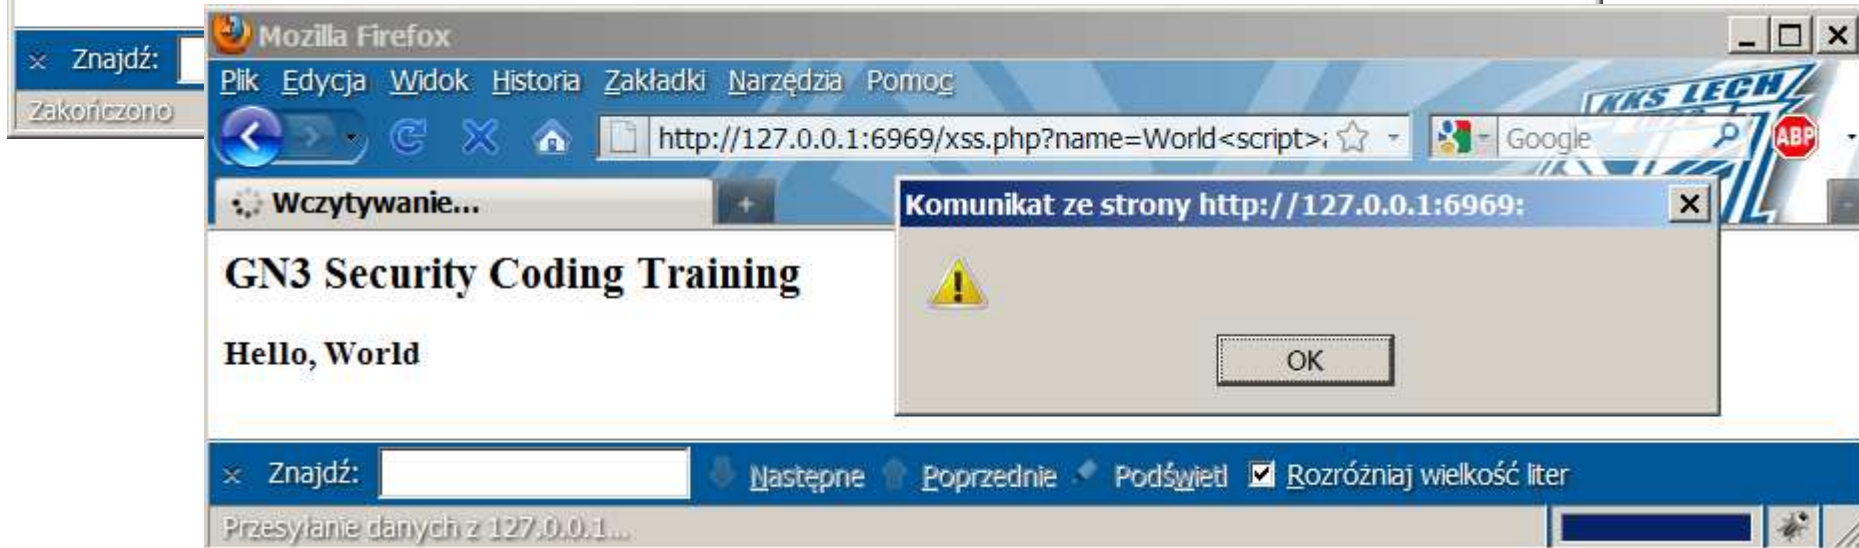 Znajdź:
Zakończono
Mozilla Firefox
Plik Edycja Widok Historia Zakładki Narzędzia Pomoc
KKS LECH
1922
http://127.0.0.1:6969/xss.php?name=World<script>a
Google
ABP
Wczytywanie...
Komunikat ze strony http://127.0.0.1:6969:
GN3 Security Coding Training
Hello, World
OK
Znajdź: Następne Poprzednie Podświetl Rozróżniaj wielkość liter
Przesyłanie danych z 127.0.0.1...